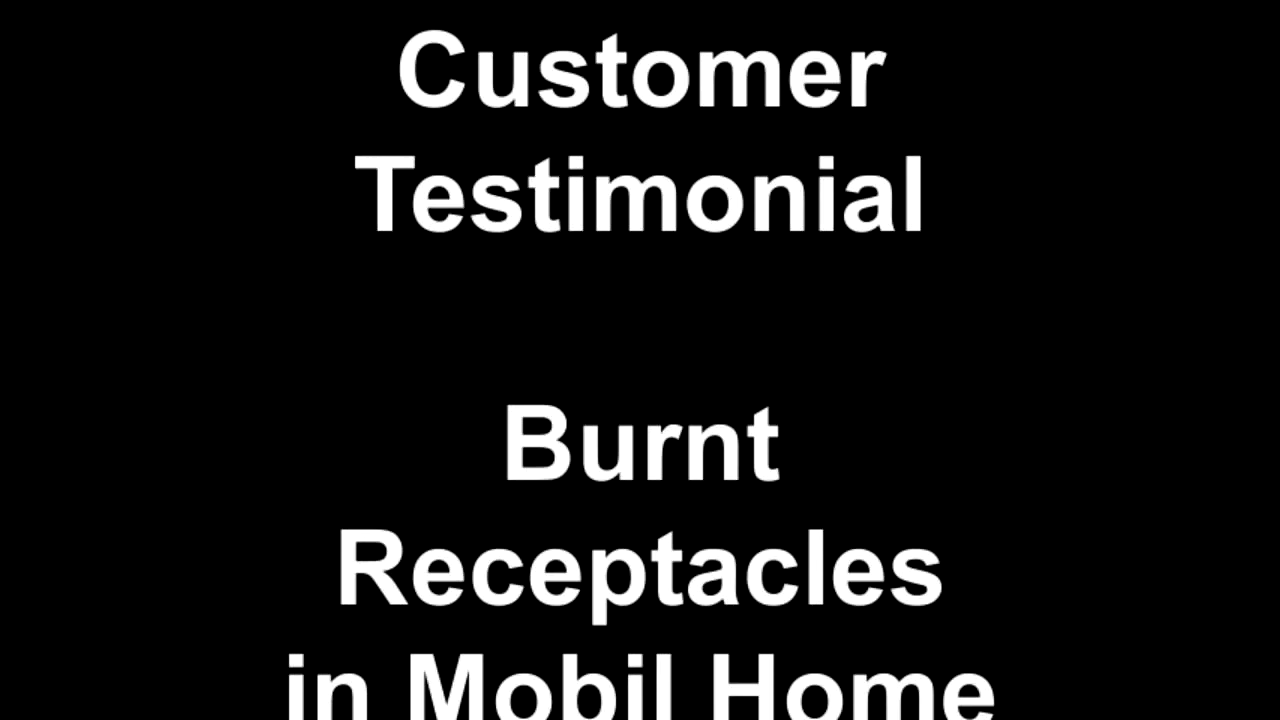 Customer
Testimonial
Burnt
Receptacles
in Mobil Home